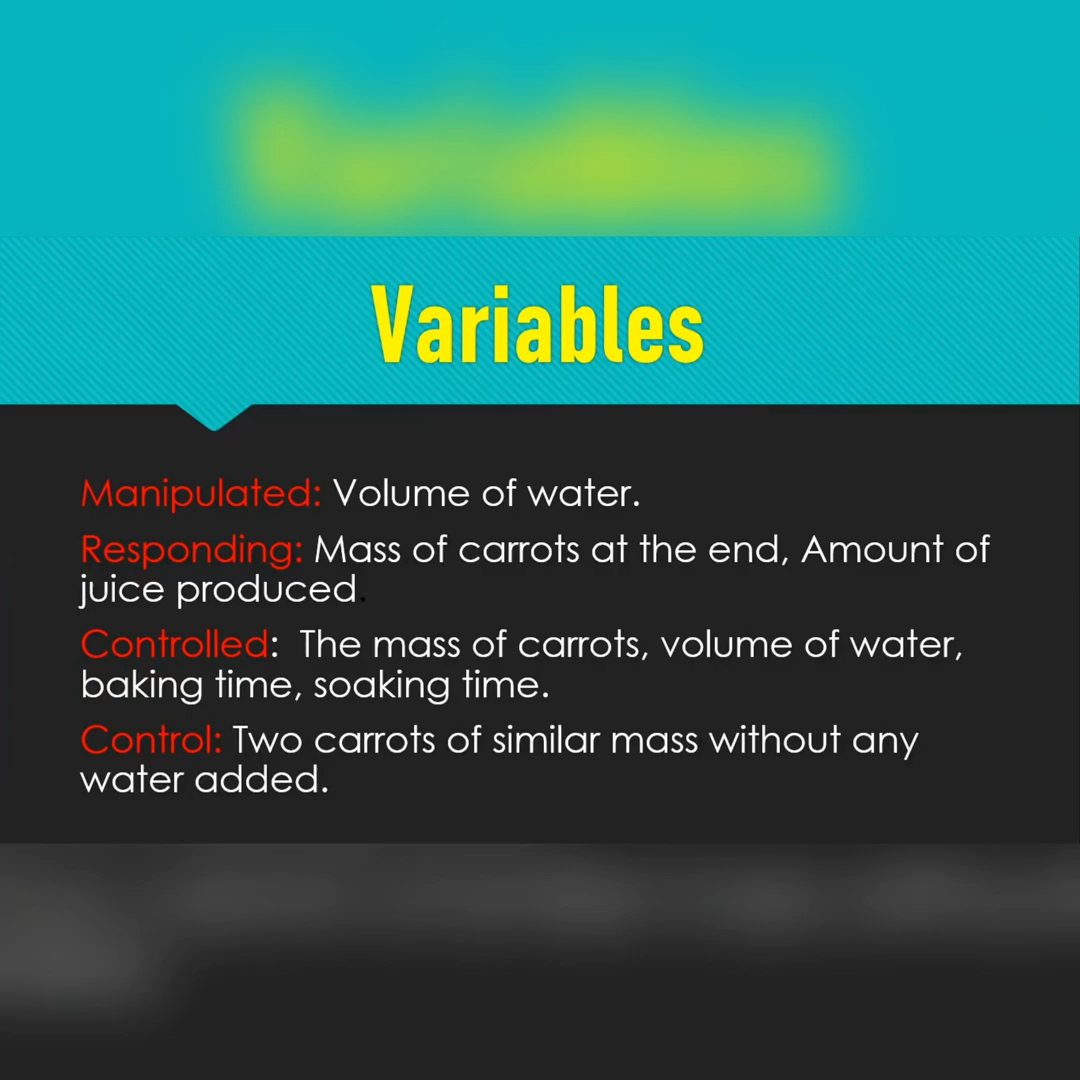 Variables
Manipulated: Volume of water.
Responding: Mass of carrots at the end, Amount of
juice produced.
Controlled:  The mass of carrots, volume of water,
baking time, soaking time.
Control: Two carrots of similar mass without any
water added.